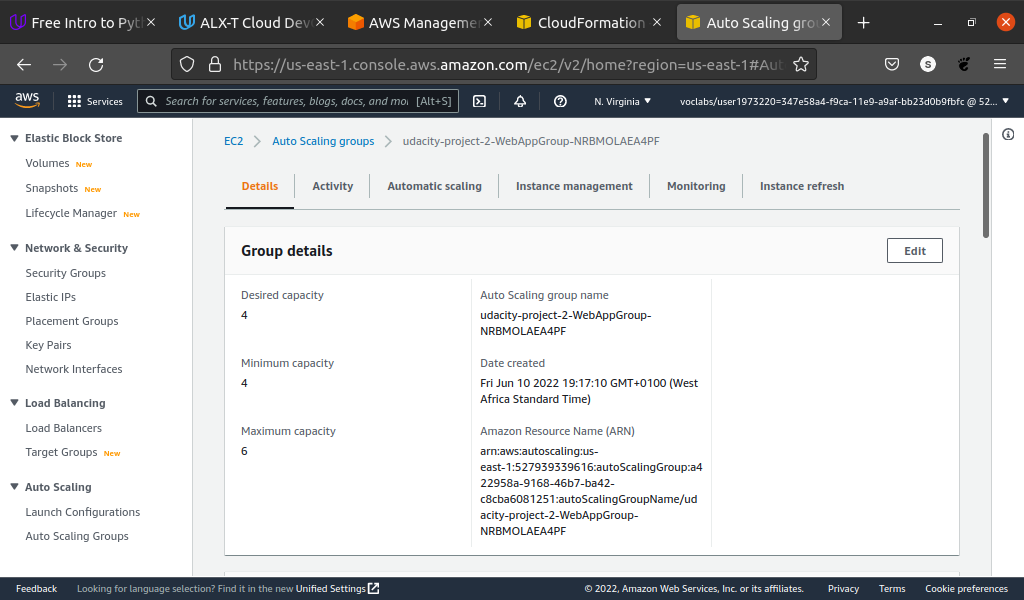 Free Intro to Pyt
ALX-T Cloud Dev
AWS Manageme
CloudFormation
Auto Scaling gro
https://us-east-1.console.aws.amazon.com/ec2/v2/home?region=us-east-1#Aut
S
aws
Services
Search for services, features, blogs, docs, and mo
[Alt+S]
N. Virginia
voclabs/user1973220=347e58a4-f9ca-11e9-a9af-bb23d0b9fbfc @ 52...
Elastic Block Store
Volumes New
Snapshots New
Lifecycle Manager New
Network & Security
Security Groups
Elastic IPs
Placement Groups
Key Pairs
Network Interfaces
Load Balancing
Load Balancers
Target Groups New
Auto Scaling
Launch Configurations
Auto Scaling Groups
EC2 > Auto Scaling groups > udacity-project-2-WebAppGroup-NRBMOLAEA4PF
Details
Activity
Automatic scaling
Instance management
Monitoring
Instance refresh
Group details
Edit
Desired capacity
4
Minimum capacity
4
Maximum capacity
6
Auto Scaling group name
udacity-project-2-WebAppGroup-
NRBMOLAEA4PF
Date created
Fri Jun 10 2022 19:17:10 GMT+0100 (West
Africa Standard Time)
Amazon Resource Name (ARN)
arn:aws:autoscaling:us-
east-1:527939339616:autoScalingGroup:a4
22958a-9168-46b7-ba42-
c8cba6081251:autoScalingGroupName/ud
acity-project-2-WebAppGroup-
NRBMOLAEA4PF
Feedback
Looking for language selection? Find it in the new Unified Settings
© 2022, Amazon Web Services, Inc. or its affiliates.
Privacy
Terms
Cookie preferences